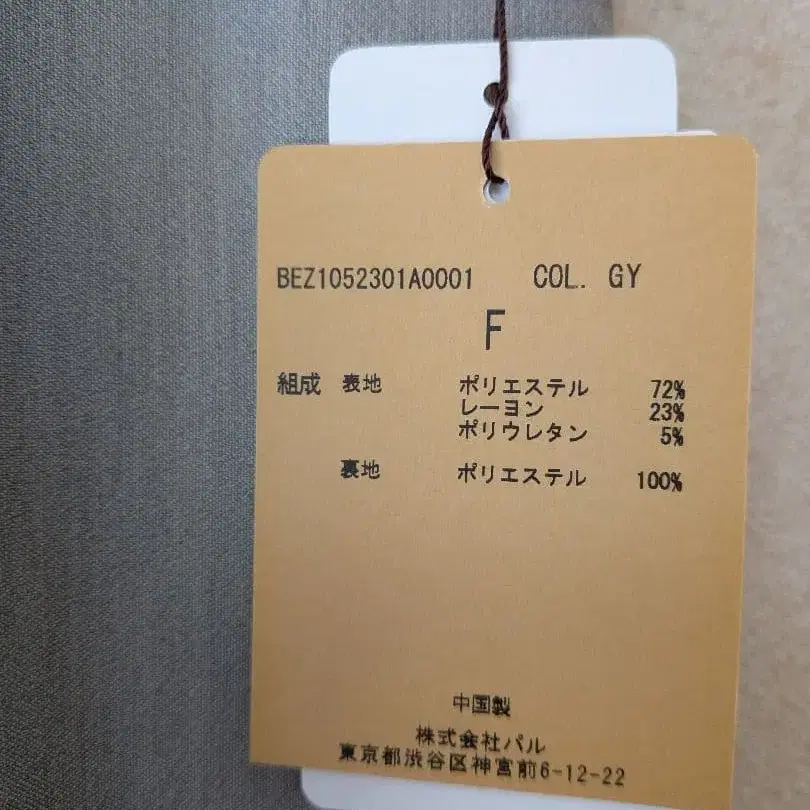 BEZ1052301A0001 COL. GY
F
組成 表地 ポリエステル 72%
レーヨン 23%
ポリウレタン 5%
裏地 ポリエステル 100%
中国製
株式会社パル
東京都渋谷区神宮前6-12-22